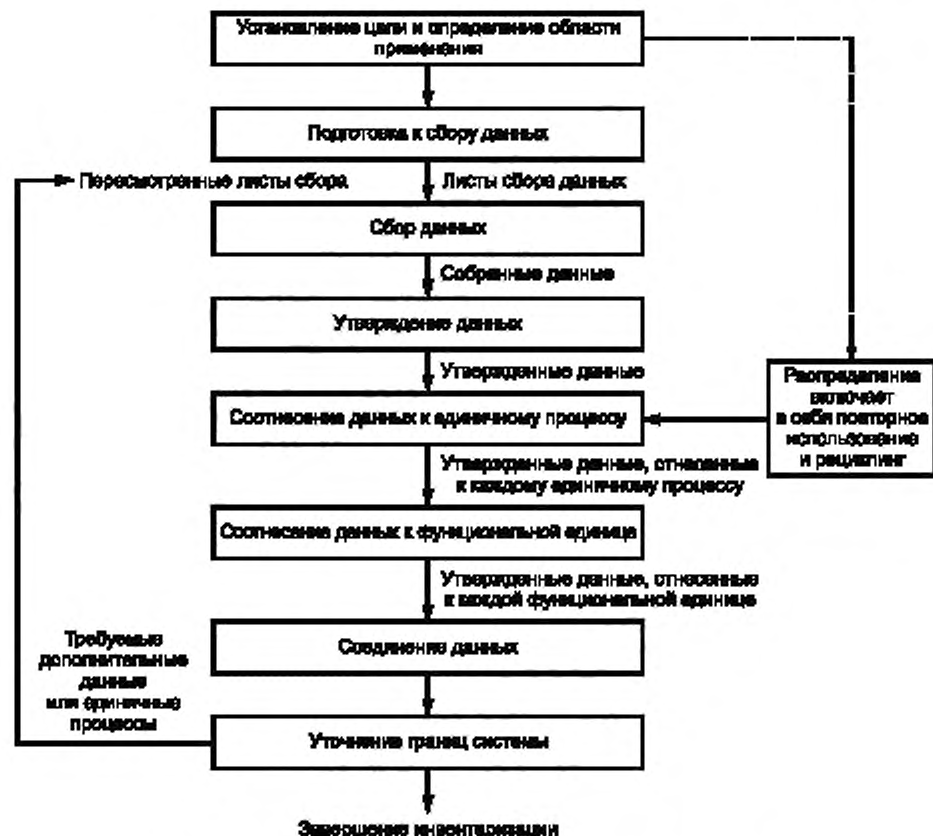 Установление цели и определение области
применения
Подготовка к сбору данных
Пересмотренные листы сбора
Листы сбора данных
Сбор данных
Собранные данные
Утверждение данных
Утвержденные данные
Распределение
включает
в себя повторное
использование
и рециклинг
Соотнесение данных к единичному процессу
Утвержденные данные, отнесенные
к каждому единичному процессу
Соотнесание данных к функциональной единице
Утвержденные данные, отнесенные
к каждой функциональной единице
Требуемые
дополнительные
данные
или единичные
процессы
Соединение данных
Уточнение границ системы
Завершение инвентаризации